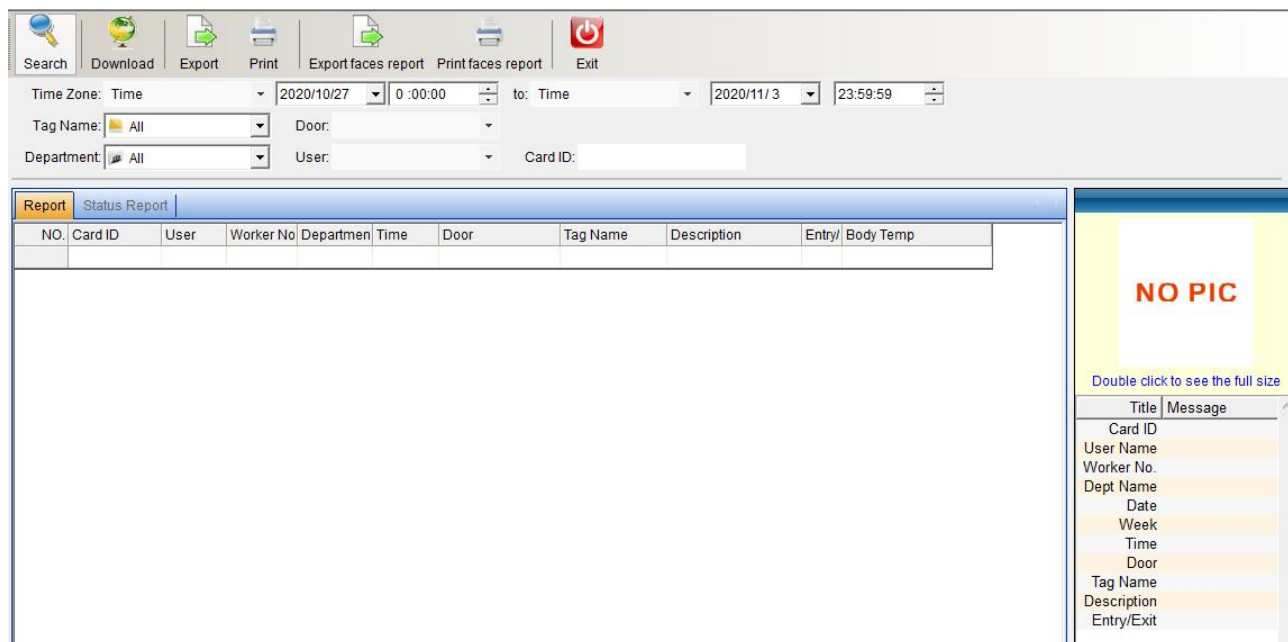 Search Download Export Print Export faces report Print faces report Exit
Time Zone: Time 2020/10/27 0 :00:00 to: Time 2020/11/ 3 23:59:59
Tag Name: All Door:
Department: All User: Card ID:
Report Status Report
NO. Card ID User Worker No Departmen Time Door Tag Name Description Entry/ Body Temp
NO PIC
Double click to see the full size
Title Message
Card ID
User Name
Worker No.
Dept Name
Date
Week
Time
Door
Tag Name
Description
Entry/Exit